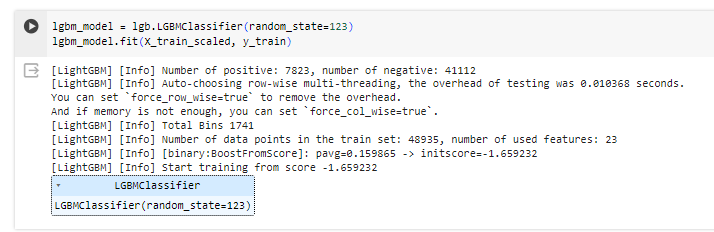 lgbm_model = lgb.LGBMClassifier(random_state=123)
lgbm_model.fit(X_train_scaled, y_train)
[LightGBM] [Info] Number of positive: 7823, number of negative: 41112
[LightGBM] [Info] Auto-choosing row-wise multi-threading, the overhead of testing was 0.010368 seconds.
You can set `force_row_wise=true` to remove the overhead.
And if memory is not enough, you can set `force_col_wise=true`.
[LightGBM] [Info] Total Bins 1741
[LightGBM] [Info] Number of data points in the train set: 48935, number of used features: 23
[LightGBM] [Info] [binary:BoostFromScore]: pavg=0.159865 -> initscore=-1.659232
[LightGBM] [Info] Start training from score -1.659232
LGBMClassifier
LGBMClassifier(random_state=123)